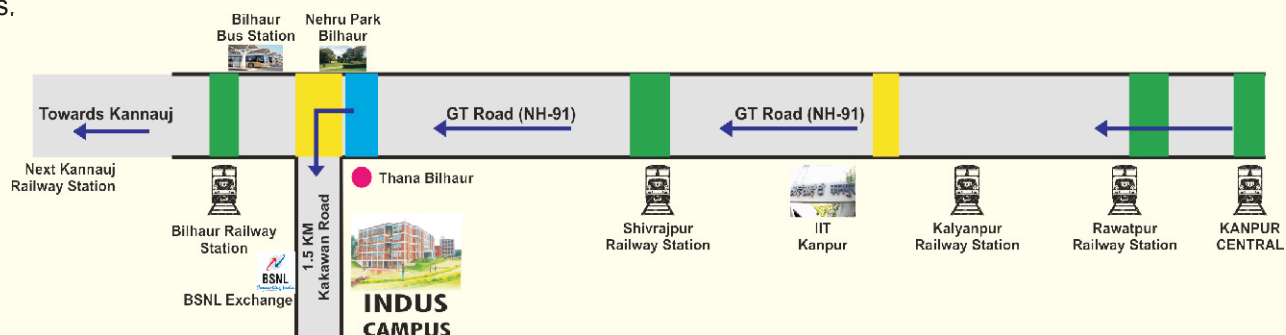 s.
Bilhaur
Bus Station
Nehru Park
Bilhaur
Towards Kannauj
GT Road (NH-91)
GT Road (NH-91)
Next Kannauj
Railway Station
Thana Bilhaur
Bilhaur Railway
Station
1.5 KM
Kakawan Road
BSNL
BSNL Exchange
INDUS
CAMPUS
Shivrajpur
Railway Station
IIT
Kanpur
Kalyanpur
Railway Station
Rawatpur
Railway Station
KANPUR
CENTRAL